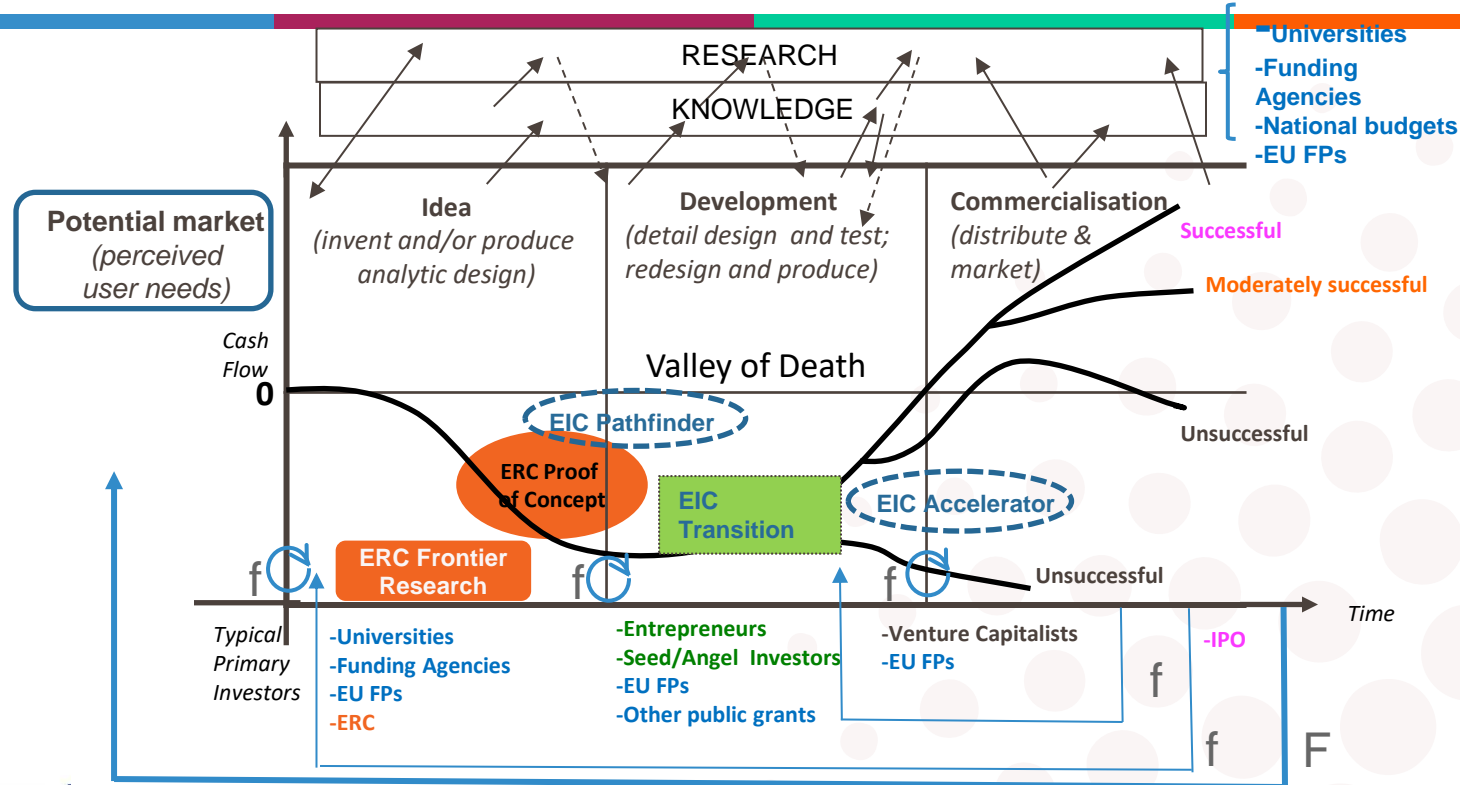 RESEARCH
KNOWLEDGE
-Universities
-Funding
Agencies
-National budgets
-EU FPs
Potential market
(perceived
user needs)
Idea
(invent and/or produce
analytic design)
Development
(detail design and test;
redesign and produce)
Commercialisation
(distribute &
market)
Successful
Moderately successful
Cash
Flow
0
Valley of Death
EIC Pathfinder
Unsuccessful
ERC Proof
of Concept
EIC
Transition
EIC Accelerator
ERC Frontier
Research
f
f
f
Unsuccessful
Time
Typical
Primary
Investors
-Universities
-Funding Agencies
-EU FPs
-ERC
-Entrepreneurs
-Seed/Angel Investors
-EU FPs
-Other public grants
-Venture Capitalists
-EU FPs
-IPO
f
f
F